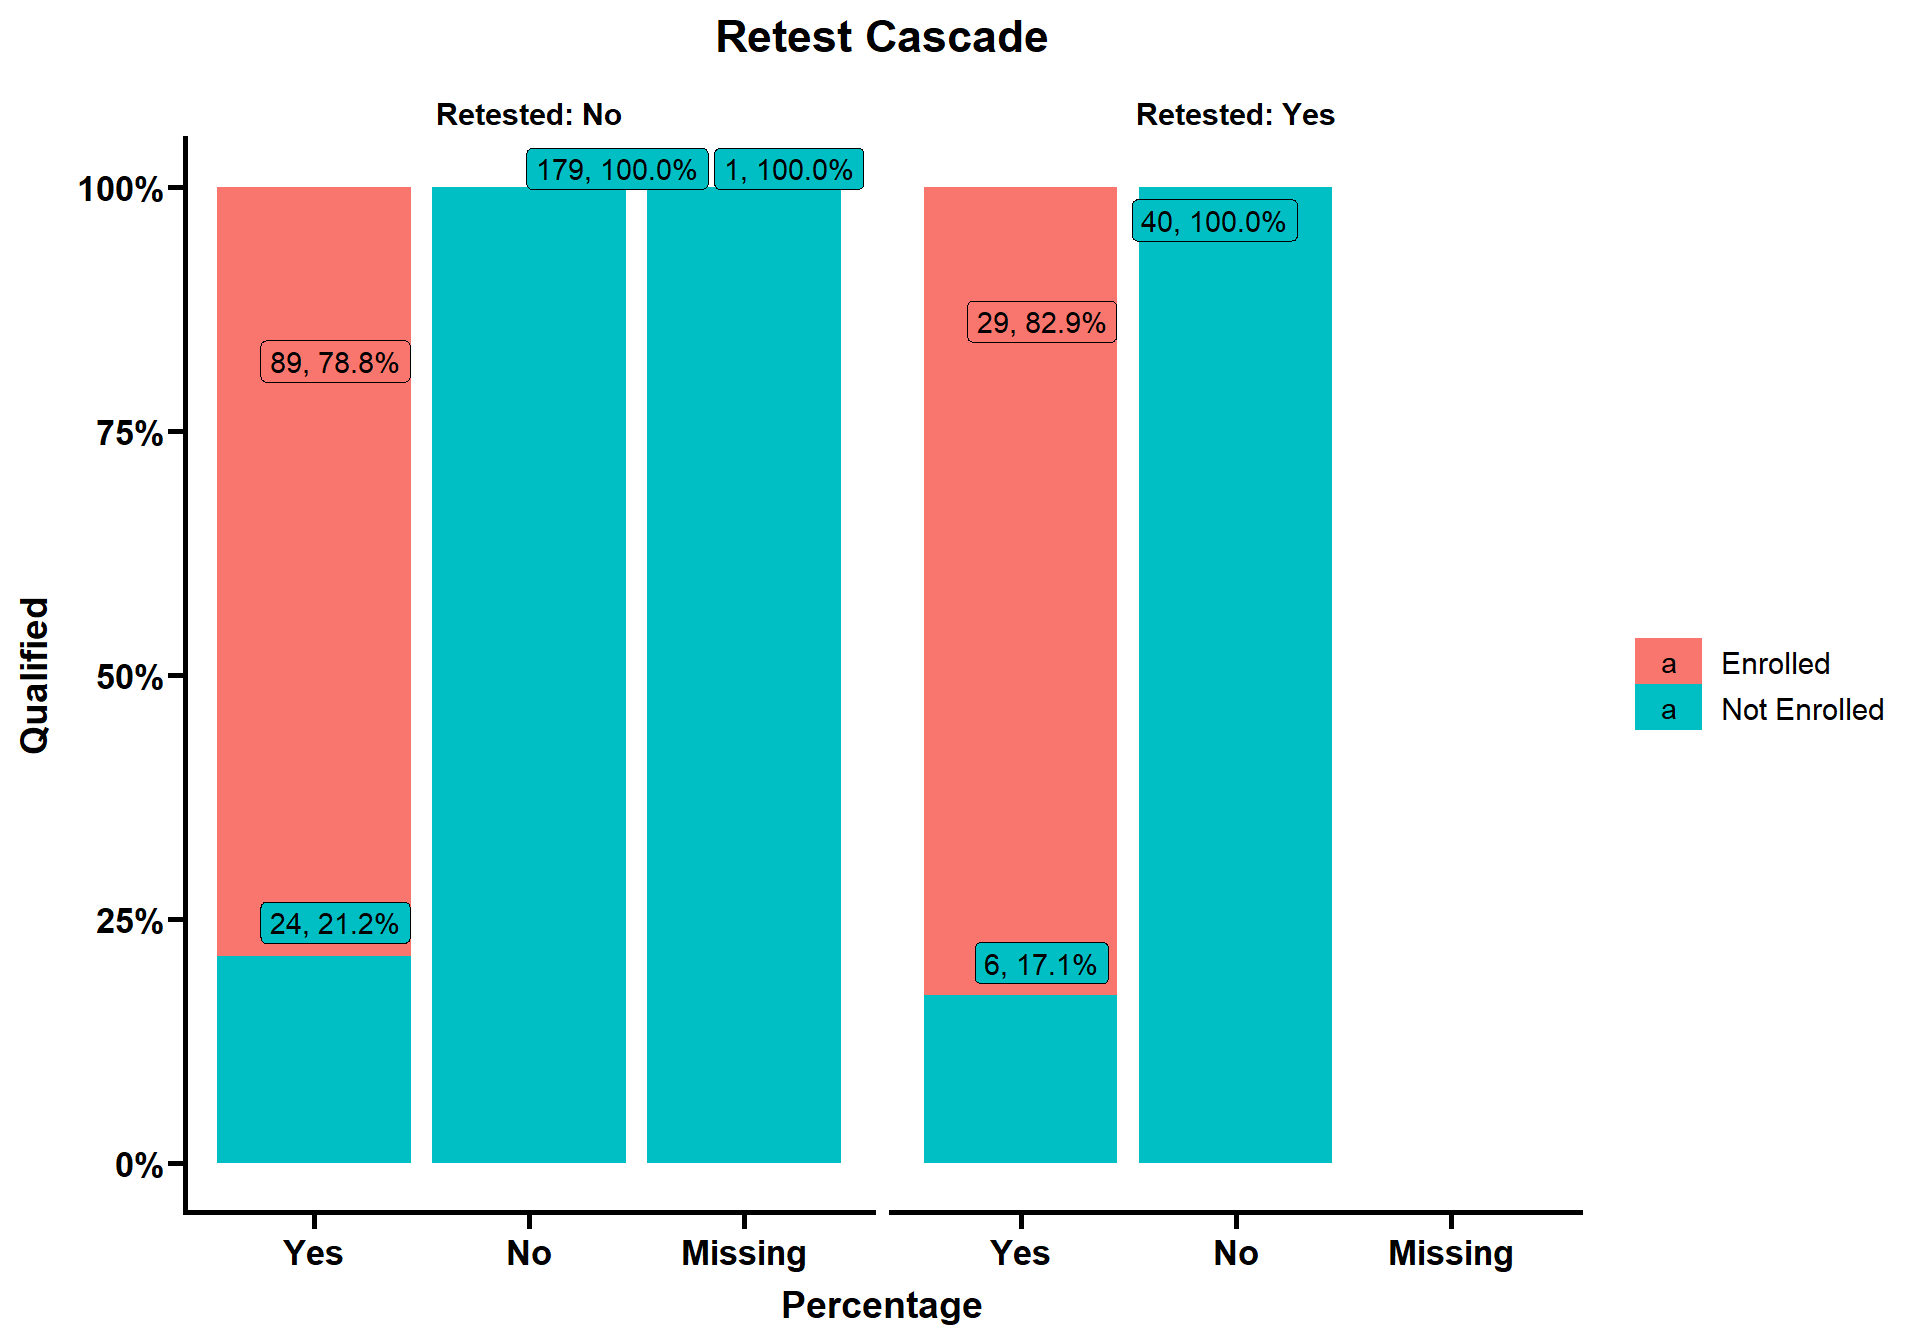 Retest Cascade
Retested: No
Retested: Yes
179, 100.0%
1, 100.0%
100%
40, 100.0%
29, 82.9%
89, 78.8%
75%
50%
25%
24, 21.2%
6, 17.1%
0%
Qualified
a Enrolled
a Not Enrolled
Yes No Missing
Yes No Missing
Percentage